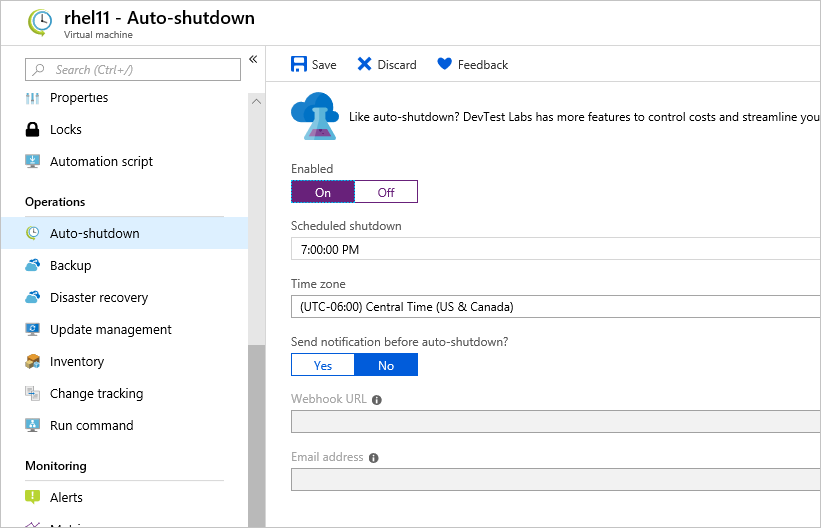 rhel11 - Auto-shutdown
Virtual machine
Search (Ctrl+/)
«
Properties
Locks
Automation script
Operations
Auto-shutdown
Backup
Disaster recovery
Update management
Inventory
Change tracking
Run command
Monitoring
Alerts
Save
Discard
Feedback
Like auto-shutdown? DevTest Labs has more features to control costs and streamline you
Enabled
On
Off
Scheduled shutdown
7:00:00 PM
Time zone
(UTC-06:00) Central Time (US & Canada)
Send notification before auto-shutdown?
Yes
No
Webhook URL
Email address